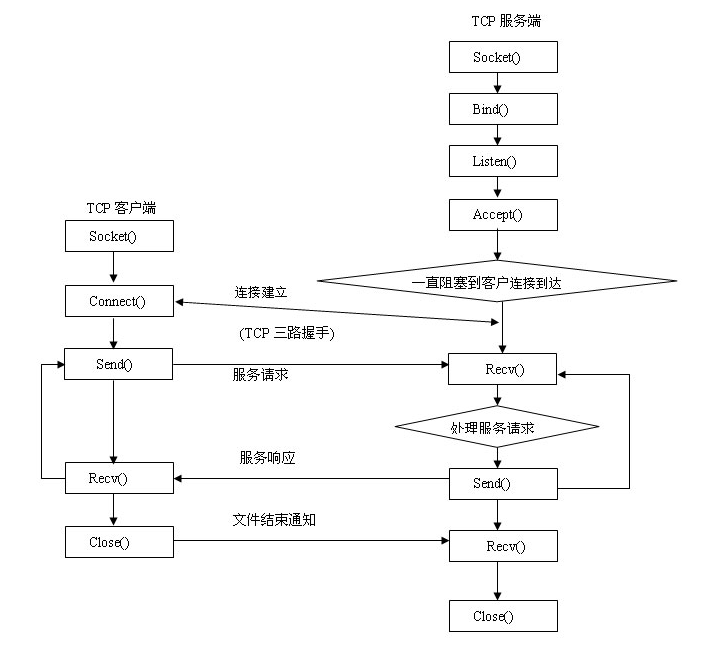 TCP 服务端
Socket()
Bind()
Listen()
Accept()
一直阻塞到客户连接到达
TCP 客户端
Socket()
Connect()
连接建立
(TCP 三路握手)
Send()
服务请求
Recv()
处理服务请求
服务响应
Recv()
Send()
文件结束通知
Close()
Recv()
Close()